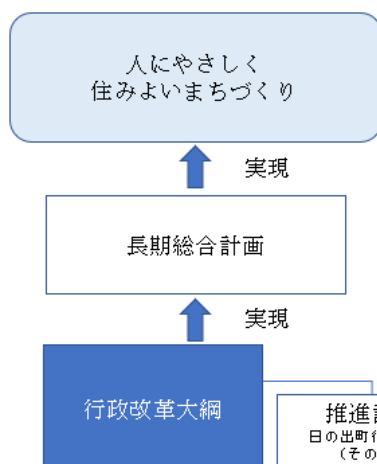 人にやさしく
住みよいまちづくり
実現
長期総合計画
実現
行政改革大綱
推進
日の出町
（その